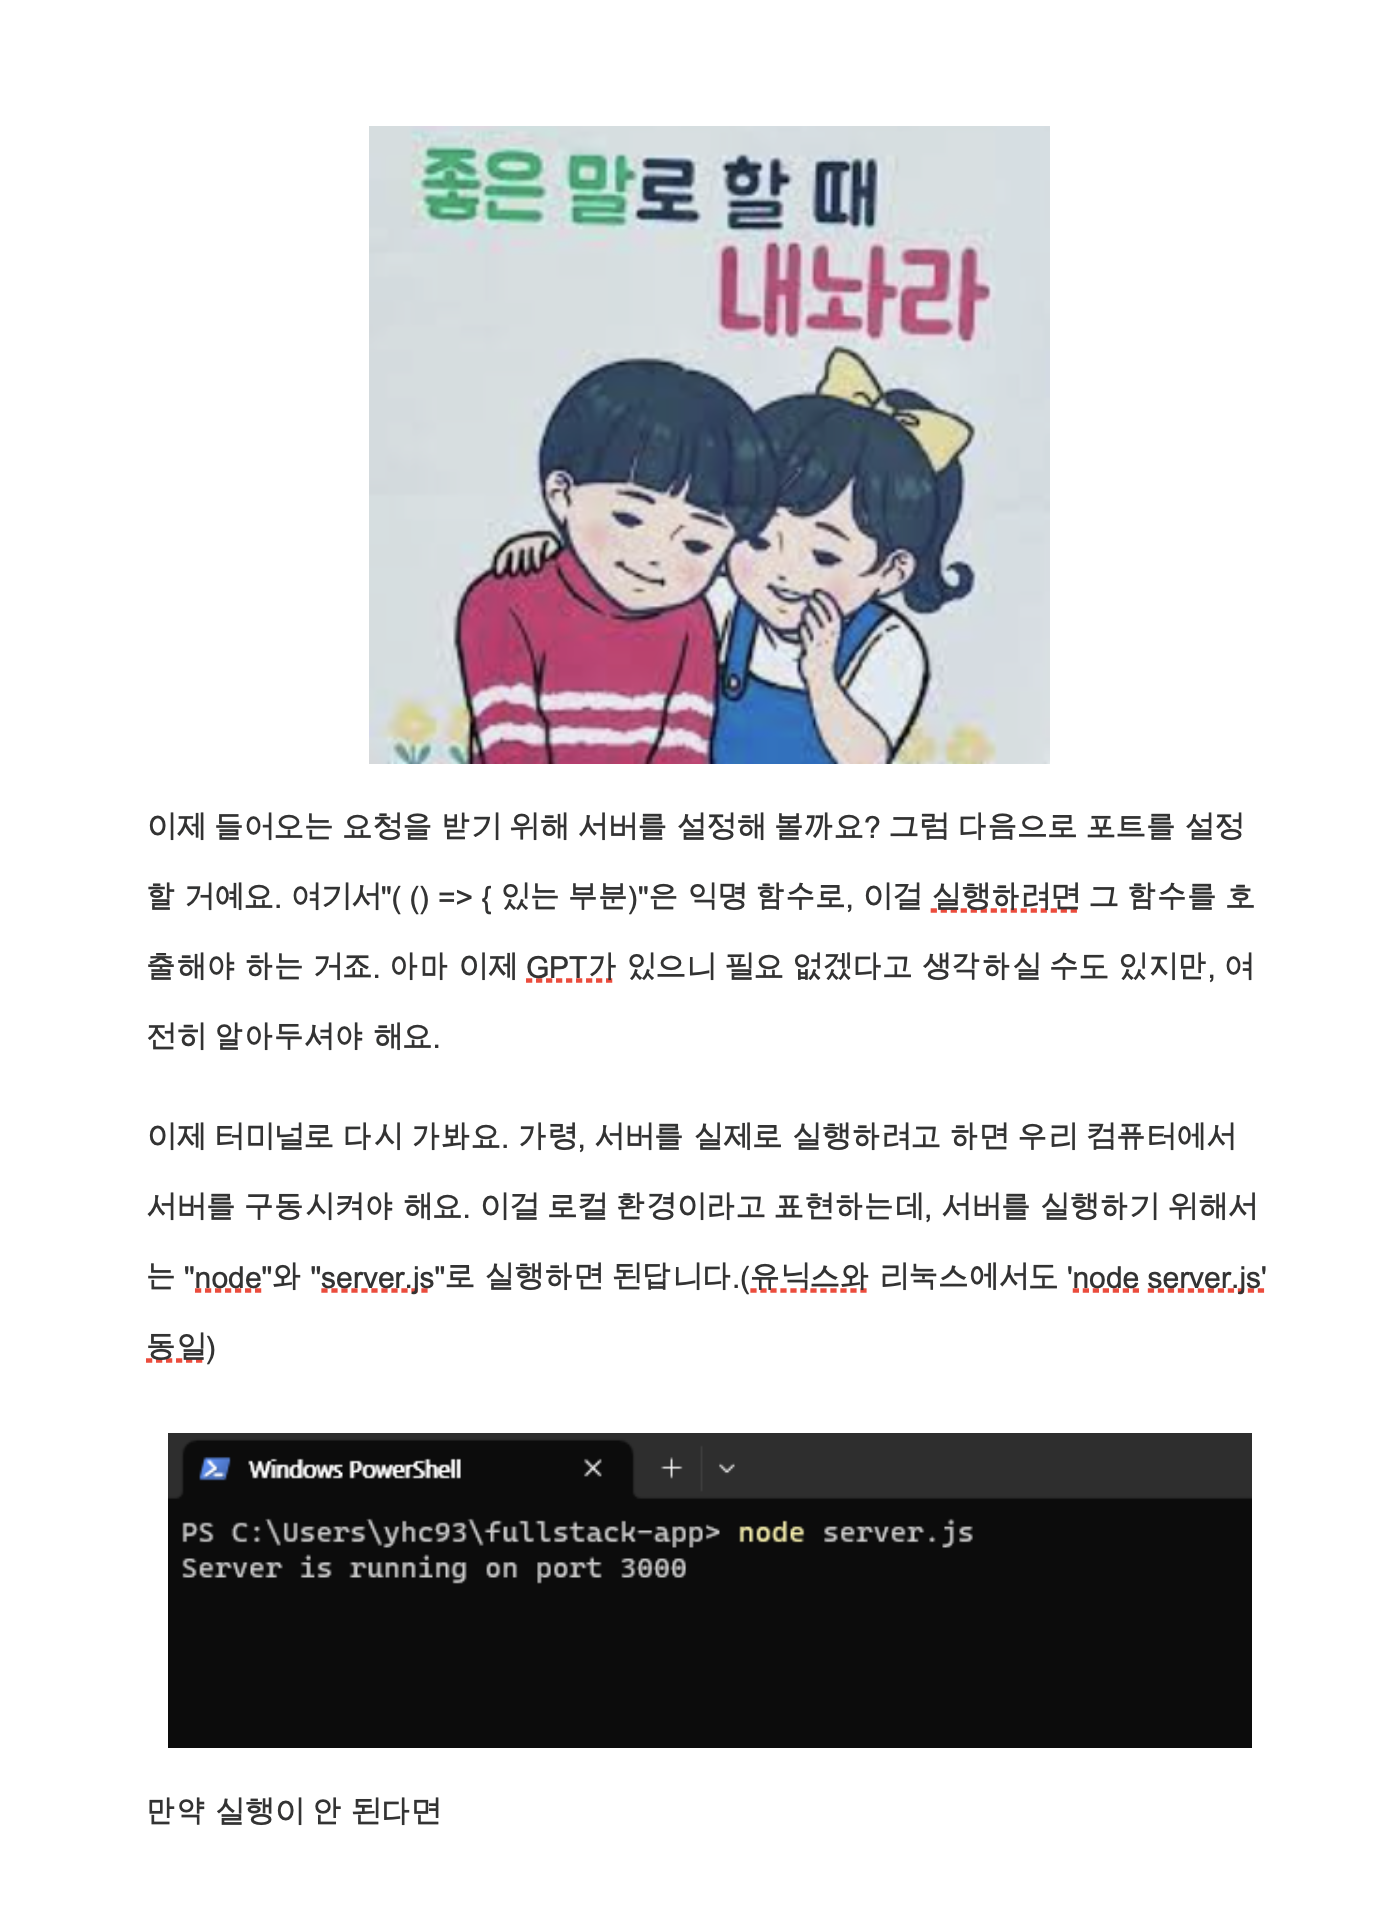 좋은 말로 할 때
내놔라
이제 들어오는 요청을 받기 위해 서버를 설정해 볼까요? 그럼 다음으로 포트를 설정
할 거예요. 여기서"( () => { 있는 부분)"은 익명 함수로, 이걸 실행하려면 그 함수를 호
출해야 하는 거죠. 아마 이제 GPT가 있으니 필요 없겠다고 생각하실 수도 있지만, 여
전히 알아두셔야 해요.
이제 터미널로 다시 가봐요. 가령, 서버를 실제로 실행하려고 하면 우리 컴퓨터에서
서버를 구동시켜야 해요. 이걸 로컬 환경이라고 표현하는데, 서버를 실행하기 위해서
는 "node"와 "server.js"로 실행하면 된답니다.(유닉스와 리눅스에서도 'node server.js'
동일)
Windows PowerShell
PS C:\Users\yhc93\fullstack-app> node server.js
Server is running on port 3000
만약 실행이 안 된다면